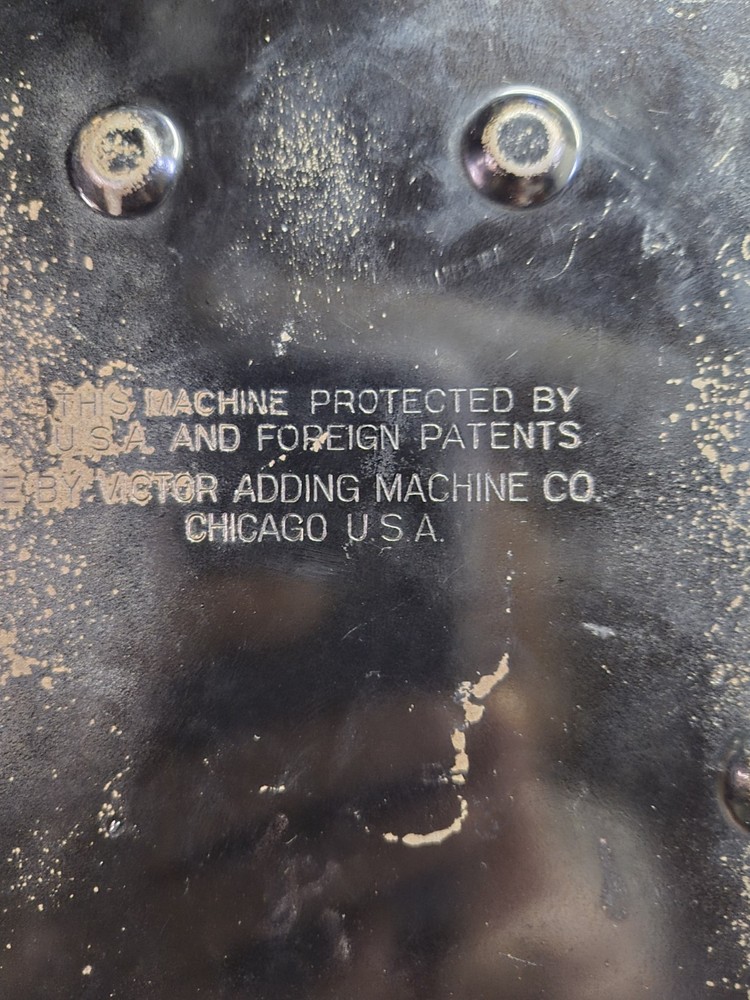 THIS MACHINE PROTECTED BY
U.S.A. AND FOREIGN PATENTS
E BY VICTOR ADDING MACHINE CO.
CHICAGO U.S.A.